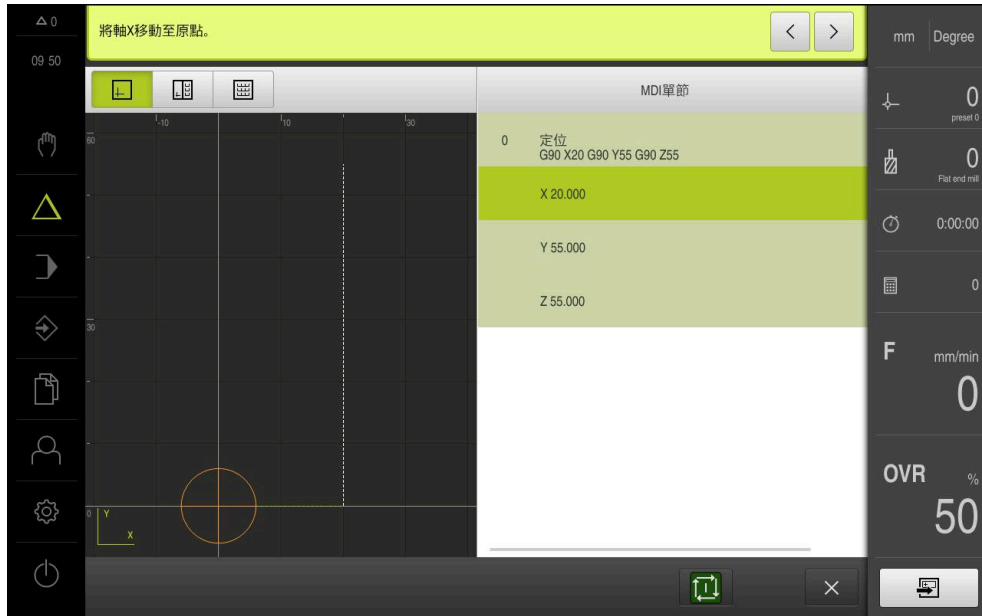 0
09 50
將軸X移動至原點。
mm Degree
MDI單節
-10 10 30
60
30
0
Y
X
0 定位
G90 X20 G90 Y55 G90 Z55
X 20.000
Y 55.000
Z 55.000
0
preset 0
0
Flat end mill
0:00:00
0
F mm/min
0
OVR %
50